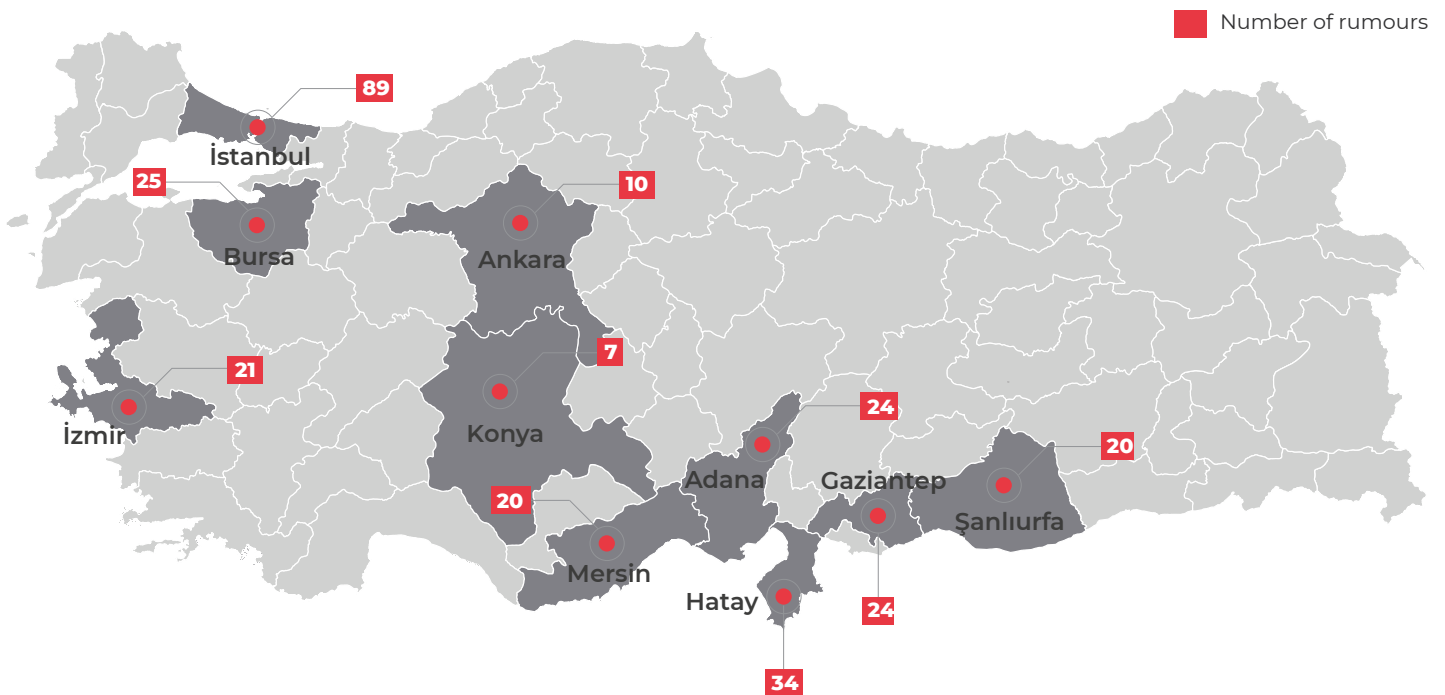 Number of rumours
89
İstanbul
25
10
Bursa
Ankara
7
21
24
İzmir
Konya
20
Adana
Gaziantep
20
Şanlıurfa
Mersin
Hatay
24
34